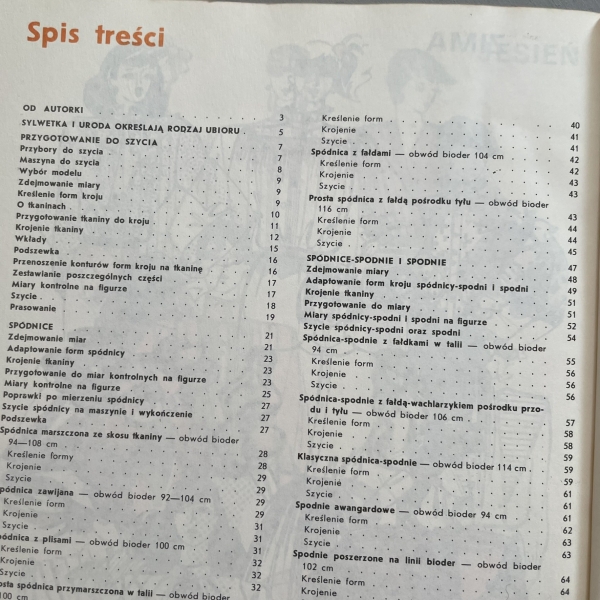 Spis treści
OD AUTORKI . . . 3
SYLWETKA I URODA OKREŚLAJĄ RODZAJ UBIORU . 5
PRZYGOTOWANIE DO SZYCIA 7
Przybory do szycia . . . 7
Maszyna do szycia . . . 8
Wybór modelu . . . 9
Zdejmowanie miary . . . 9
Kreślenie form kroju . . . 9
O tkaninach . . . 10
Przygotowanie tkaniny do kroju . . . 11
Krojenie tkaniny . . . 12
Wkłady . . . 15
Podszewka . . . 16
Przenoszenie konturów form kroju na tkaninę 16
Zestawianie poszczególnych części . . . 17
Miary kontrolne na figurze . . . 17
Szycie . . . 18
Prasowanie . . . 19
SPÓDNICE . . . 21
Zdejmowanie miar . . . 21
Adaptowanie form spódnicy . . . 23
Krojenie tkaniny . . . 23
Przygotowanie do miar kontrolnych na figurze 23
Miary kontrolne na figurze . . . 25
Poprawki po mierzeniu spódnicy . . . 27
Szycie spódnicy na maszynie i wykończenie 27
Podszewka . . . 27
Spódnica marszczona ze skosu tkaniny — obwód bioder
94—108 cm . . . 28
Kreślenie formy . . . 28
Krojenie . . . 29
Szycie . . . 29
pódnica zawijana — obwód bioder 92—104 cm . 29
Kreślenie form . . . 29
Krojenie . . . 31
Szycie . . . 31
ódnica z plisami — obwód bioder 100 cm
Kreślenie form . . . 32
Krojenie . . . 32
Szycie . . . 32
osta spódnica przymarszczona w talii — obwód bioder
100 cm
Kreślenie form . . . 40
Krojenie . . . 41
Szycie . . . 41
Spódnica z fałdami — obwód bioder 104 cm . 42
Kreślenie form . . . 42
Krojenie . . . 43
Szycie . . . 43
Prosta spódnica z fałdą pośrodku tyłu — obwód bioder
116 cm . . . 43
Kreślenie form . . . 44
Krojenie . . . 44
Szycie . . . 45
SPÓDNICE-SPODNIE I SPODNIE . . . 47
Zdejmowanie miary . . . 48
Adaptowanie form kroju spódnicy-spodni i spodni . 49
Krojenie tkaniny . . . 51
Przygotowanie do miary . . . 51
Miary spódnicy-spodni i spodni na figurze . . . 52
Szycie spódnicy-spodni oraz spodni . . . 54
Spódnica-spodnie z fałdkami w talii — obwód bioder
94 cm . . . 55
Kreślenie form . . . 56
Krojenie . . . 56
Szycie . . . 56
Spódnica-spodnie z fałdą-wachlarzykiem pośrodku przo-
du i tyłu — obwód bioder 106 cm . . . 57
Kreślenie form . . . 58
Krojenie . . . 58
Szycie . . . 59
Klasyczna spódnica-spodnie — obwód bioder 114 cm . 59
Kreślenie form . . . 59
Krojenie . . . 61
Szycie . . . 61
Spodnie awangardowe — obwód bioder 94 cm . 61
Kreślenie form . . . 62
Krojenie . . . 63
Szycie . . . 63
Spodnie poszerzone na linii bioder — obwód bioder
102 cm . . . 64
Kreślenie form . . . 64
Krojenie